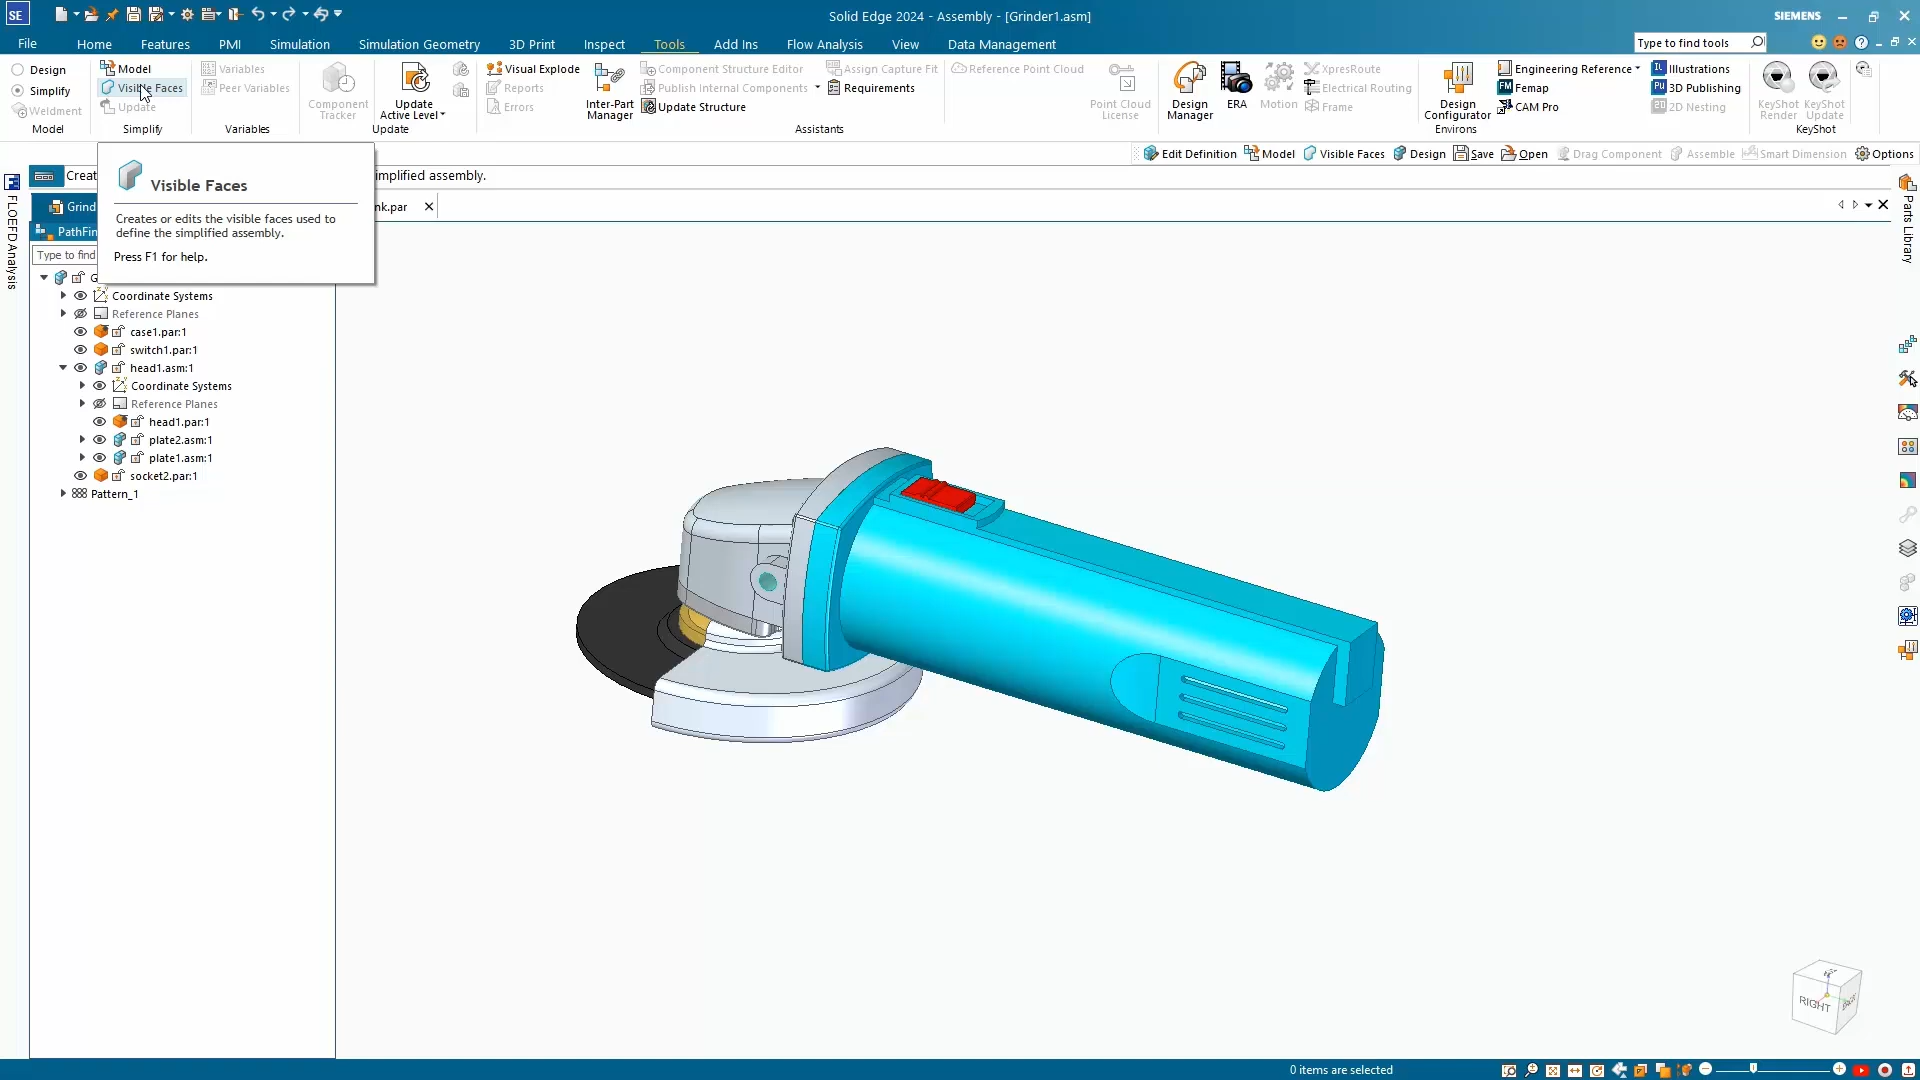 SE
Solid Edge 2024 - Assembly - [Grinder1.asm]
SIEMENS
File
Home
Features
PMI
Simulation
Simulation Geometry
3D Print
Inspect
Tools
Add Ins
Flow Analysis
View
Data Management
Type to find tools
Design
Simplify
Weldment
Model
Model
Visible Faces
Update
Simplify
Variables
Peer Variables
Variables
Component Tracker
Update Active Level
Update
Visual Explode
Reports
Errors
Inter-Part Manager
Component Structure Editor
Publish Internal Components
Update Structure
Assign Capture Fit
Requirements
Assistants
Reference Point Cloud
Point Cloud License
Design Manager
ERA
Motion
XpresRoute
Electrical Routing
Frame
Design Configurator
Engineering Reference
FM Femap
CAM Pro
Environs
Illustrations
3D Publishing
2D Nesting
KeyShot Render
KeyShot Update
KeyShot
Edit Definition
Model
Visible Faces
Design
Save
Open
Drag Component
Assemble
Smart Dimension
Options
Creat
implified assembly.
Visible Faces
Creates or edits the visible faces used to
define the simplified assembly.
Press F1 for help.
Grind
nk.par
PathFin
Type to find
G
Coordinate Systems
Reference Planes
case1.par:1
switch1.par:1
head1.asm:1
Coordinate Systems
Reference Planes
head1.par:1
plate2.asm:1
plate1.asm:1
socket2.par:1
Pattern_1
FLOEFD Analysis
Parts Library
RIGHT
0 items are selected